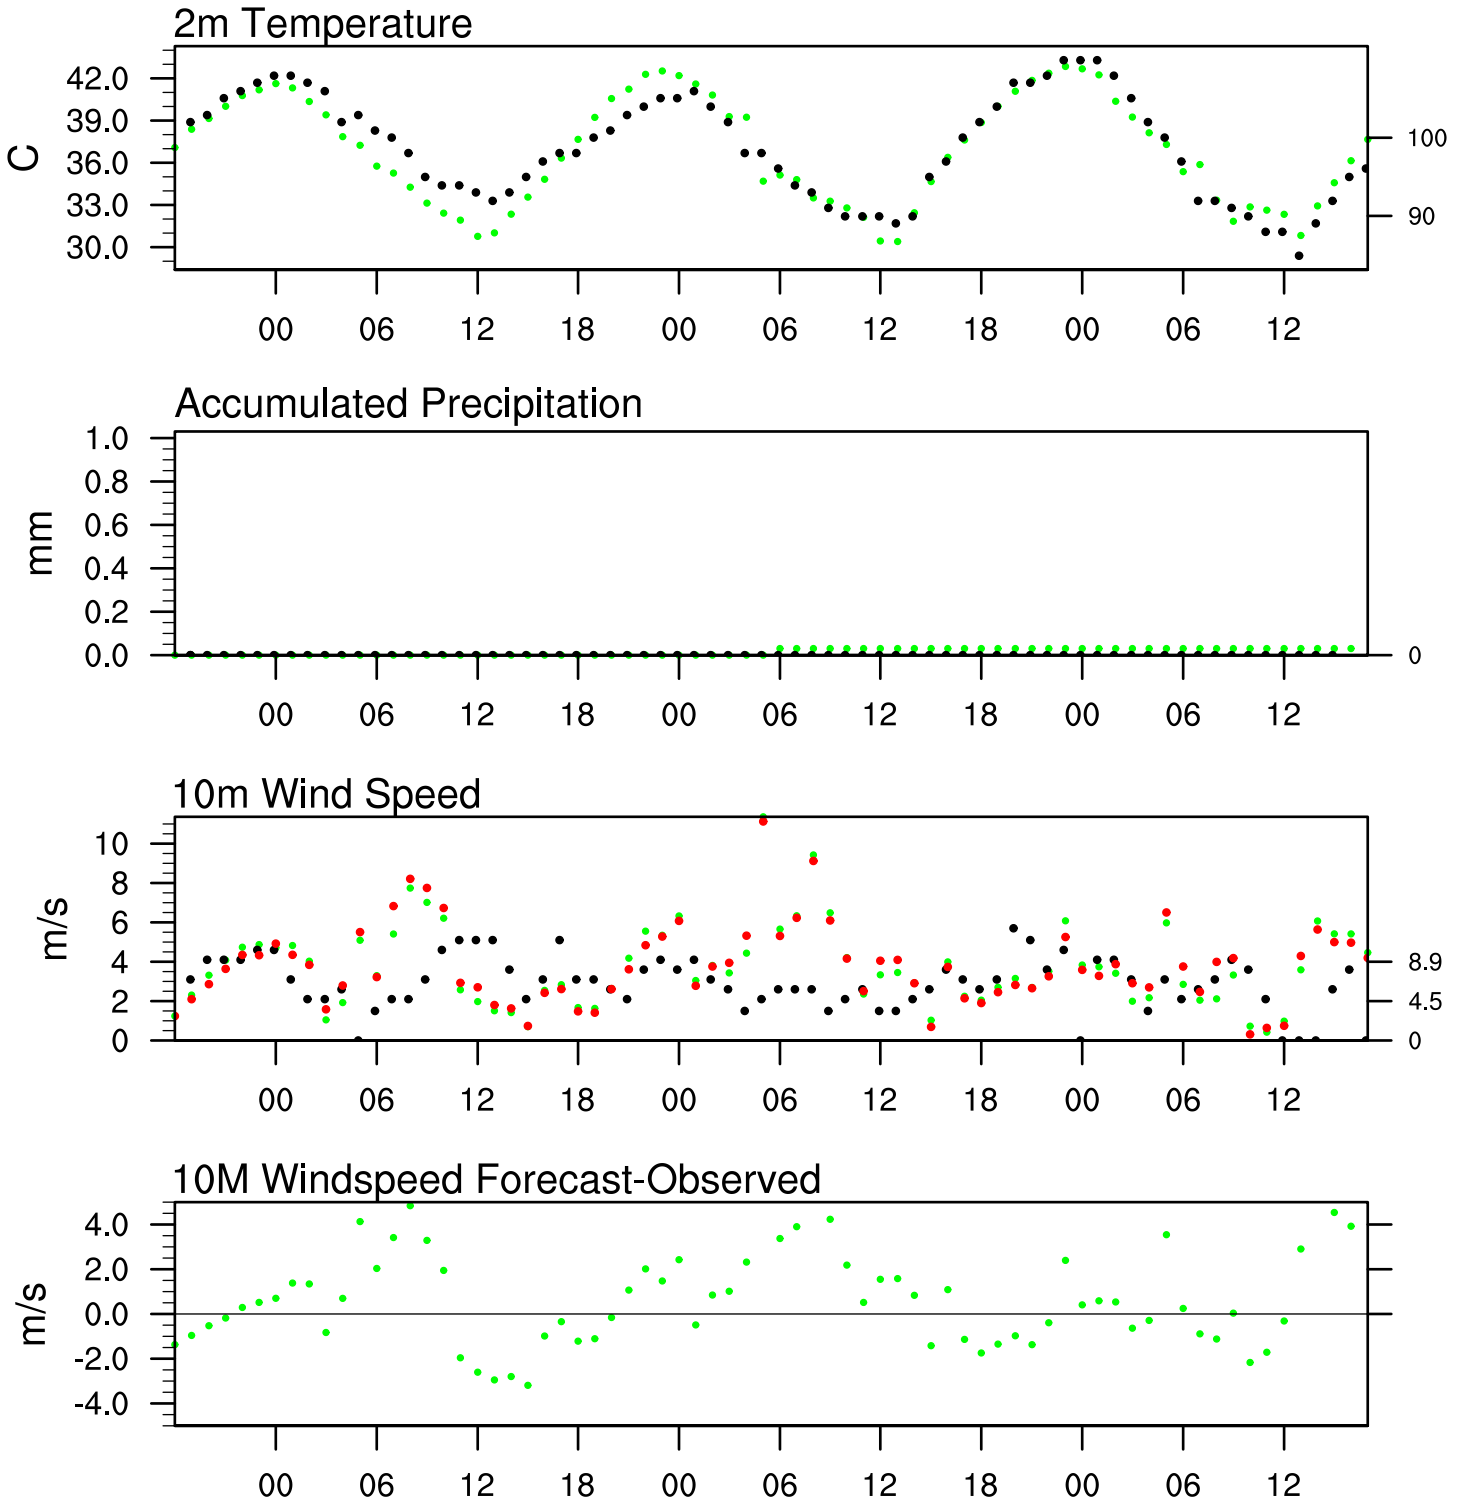 2m Temperature
42.0
39.0
36.0
33.0
30.0
C
100
90
00 06 12 18 00 06 12 18 00 06 12
Accumulated Precipitation
1.0
0.8
0.6
0.4
0.2
0.0
mm
0
00 06 12 18 00 06 12 18 00 06 12
10m Wind Speed
10
8
6
4
2
0
m/s
8.9
4.5
0
00 06 12 18 00 06 12 18 00 06 12
10M Windspeed Forecast-Observed
4.0
2.0
0.0
-2.0
-4.0
m/s
00 06 12 18 00 06 12 18 00 06 12